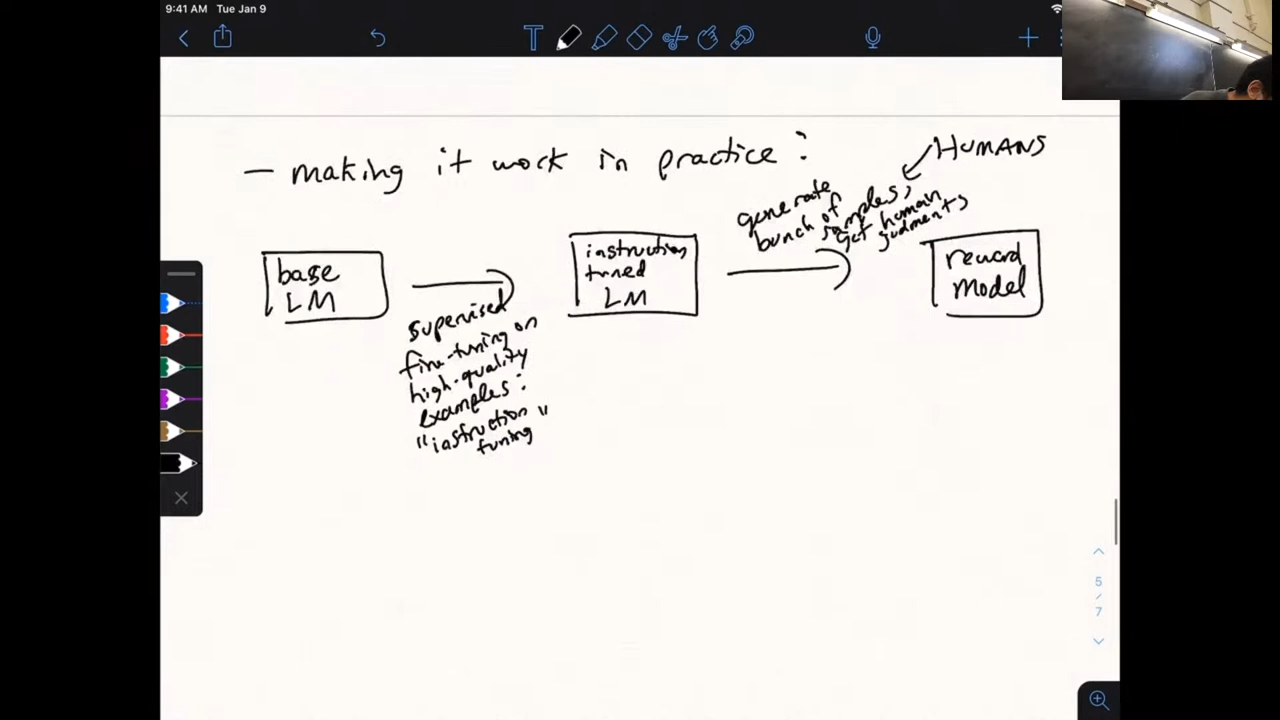 9:41 AM Tue Jan 9
T
- making it work in practice:
HUMANS
generate
bunch of
samples,
get human
judments
base
LM
instruction
tuned
LM
reward
model
supervised
fine-tuning on
high-quality
examples:
"instruction"
tuning
5
/
7